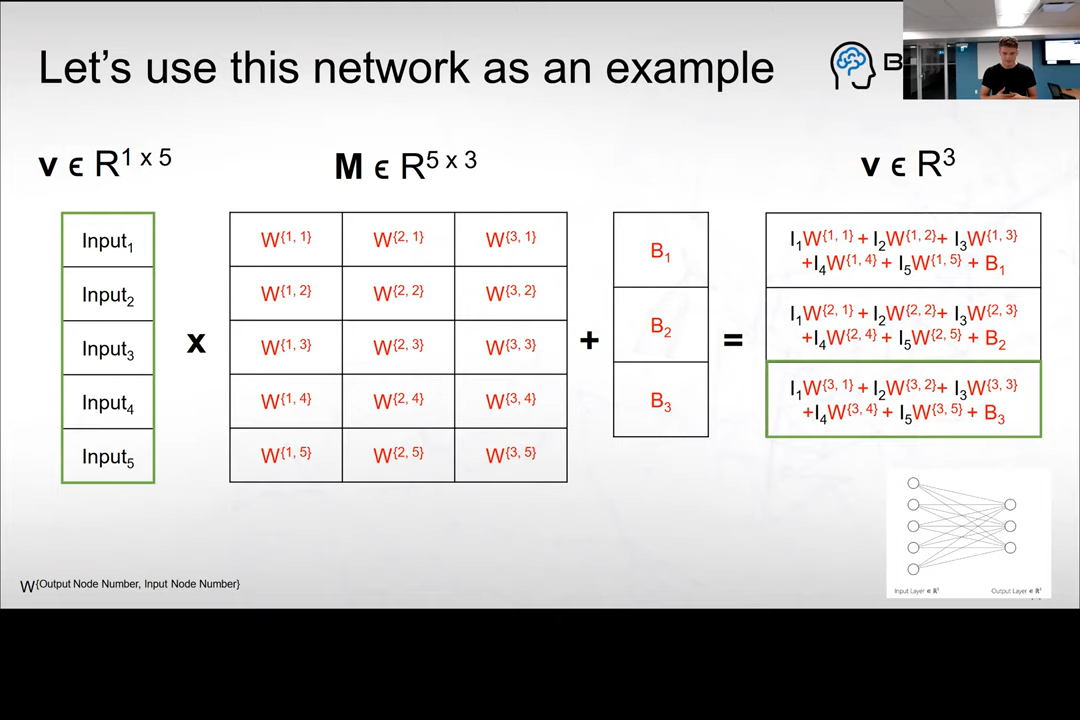 Let's use this network as an example
B
v ϵ R^{1 x 5}
M ϵ R^{5 x 3}
v ϵ R^3
Input₁
Input₂
Input₃
Input₄
Input₅
x
W^{1, 1} W^{2, 1} W^{3, 1}
W^{1, 2} W^{2, 2} W^{3, 2}
W^{1, 3} W^{2, 3} W^{3, 3}
W^{1, 4} W^{2, 4} W^{3, 4}
W^{1, 5} W^{2, 5} W^{3, 5}
+
B₁
B₂
B₃
=
I₁W^{1, 1} + I₂W^{1, 2}+ I₃W^{1, 3}
+I₄W^{1, 4} + I₅W^{1, 5} + B₁
I₁W^{2, 1} + I₂W^{2, 2}+ I₃W^{2, 3}
+I₄W^{2, 4} + I₅W^{2, 5} + B₂
I₁W^{3, 1} + I₂W^{3, 2}+ I₃W^{3, 3}
+I₄W^{3, 4} + I₅W^{3, 5} + B₃
Input Layer ∈ ℝ⁵ Output Layer ∈ ℝ³
W^{Output Node Number, Input Node Number}